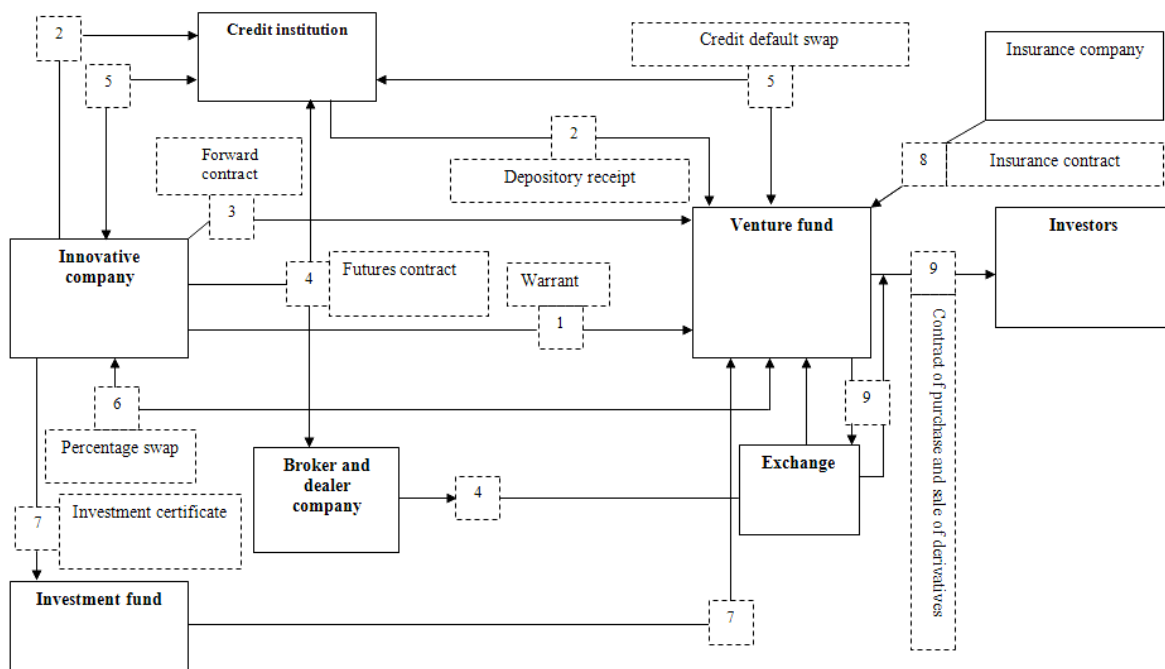 2
Credit institution
Credit default swap
Insurance company
5
5
2
Forward
contract
Depository receipt
8
Insurance contract
3
Venture fund
Investors
Innovative
company
4
Futures contract
Warrant
9
1
Contract of purchase and sale of derivatives
6
9
Percentage swap
Broker and
dealer
company
Exchange
4
7
Investment certificate
Investment fund
7